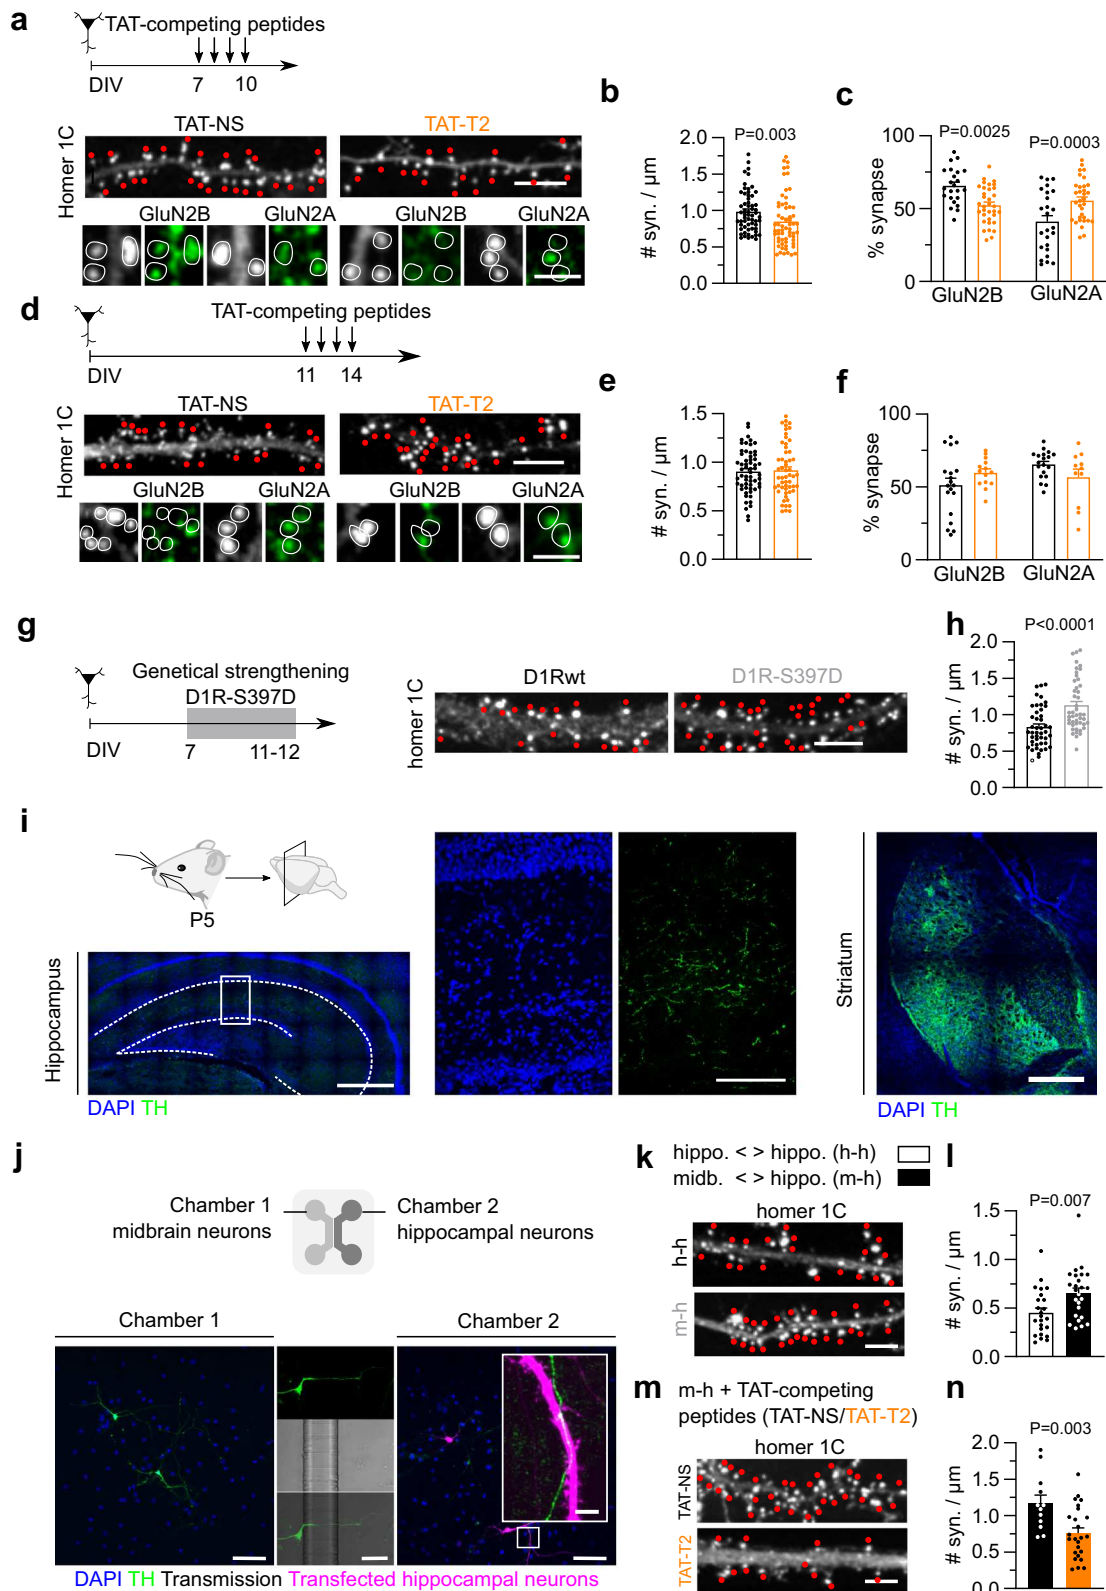 a
TAT-competing peptides
DIV
7
10
TAT-NS
TAT-T2
Homer 1C
GluN2B
GluN2A
GluN2B
GluN2A
b
P=0.003
# syn. / µm
2.0
1.5
1.0
0.5
0.0
c
P=0.0025
P=0.0003
% synapse
100
50
0
GluN2B
GluN2A
d
TAT-competing peptides
DIV
11
14
TAT-NS
TAT-T2
Homer 1C
GluN2B
GluN2A
GluN2B
GluN2A
e
# syn. / µm
1.5
1.0
0.5
0.0
f
% synapse
100
50
0
GluN2B
GluN2A
g
Genetical strengthening
D1R-S397D
DIV
7
11-12
homer 1C
D1Rwt
D1R-S397D
h
P<0.0001
# syn. / µm
2.0
1.5
1.0
0.5
0.0
i
P5
Hippocampus
DAPI TH
Striatum
DAPI TH
j
Chamber 1
midbrain neurons
Chamber 2
hippocampal neurons
Chamber 1
Chamber 2
DAPI TH Transmission Transfected hippocampal neurons
k
hippo. < > hippo. (h-h)
midb. < > hippo. (m-h)
homer 1C
h-h
m-h
l
P=0.007
# syn. / µm
1.5
1.0
0.5
0.0
m
m-h + TAT-competing
peptides (TAT-NS/TAT-T2)
homer 1C
TAT-NS
TAT-T2
n
P=0.003
# syn. / µm
2.0
1.5
1.0
0.5
0.0